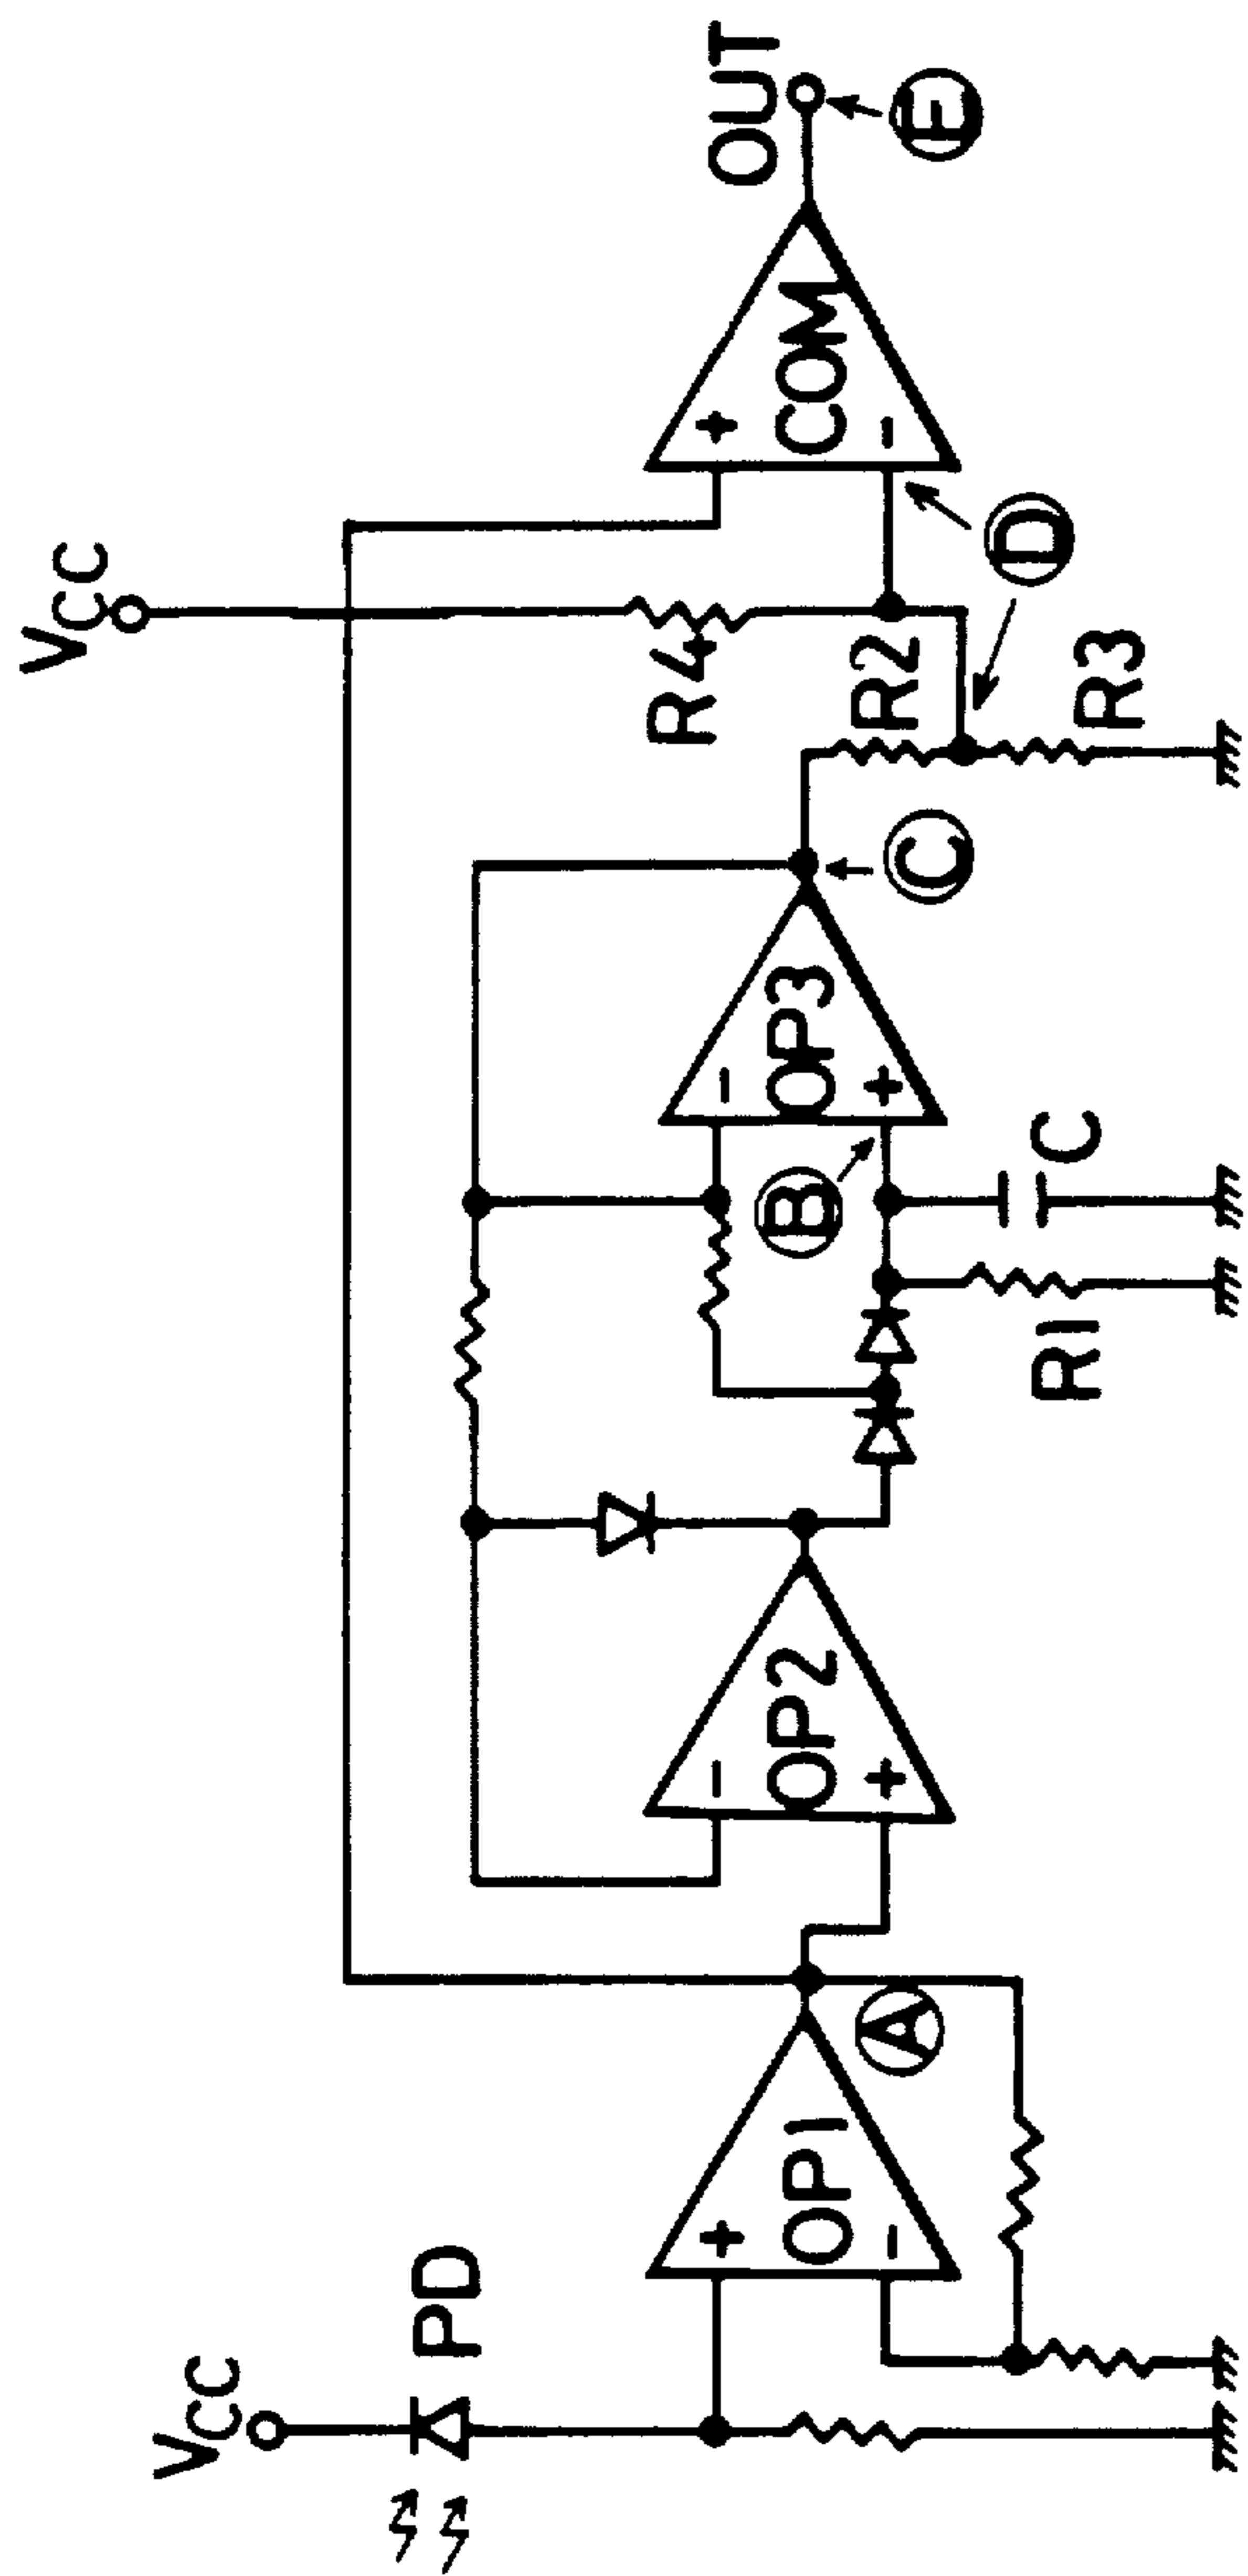 VCC
PD
+
OP1
-
A
-
OP2
+
R1
C
B
-
OP3
+
C
VCC
R4
R2
R3
D
+
COM
-
OUT
E